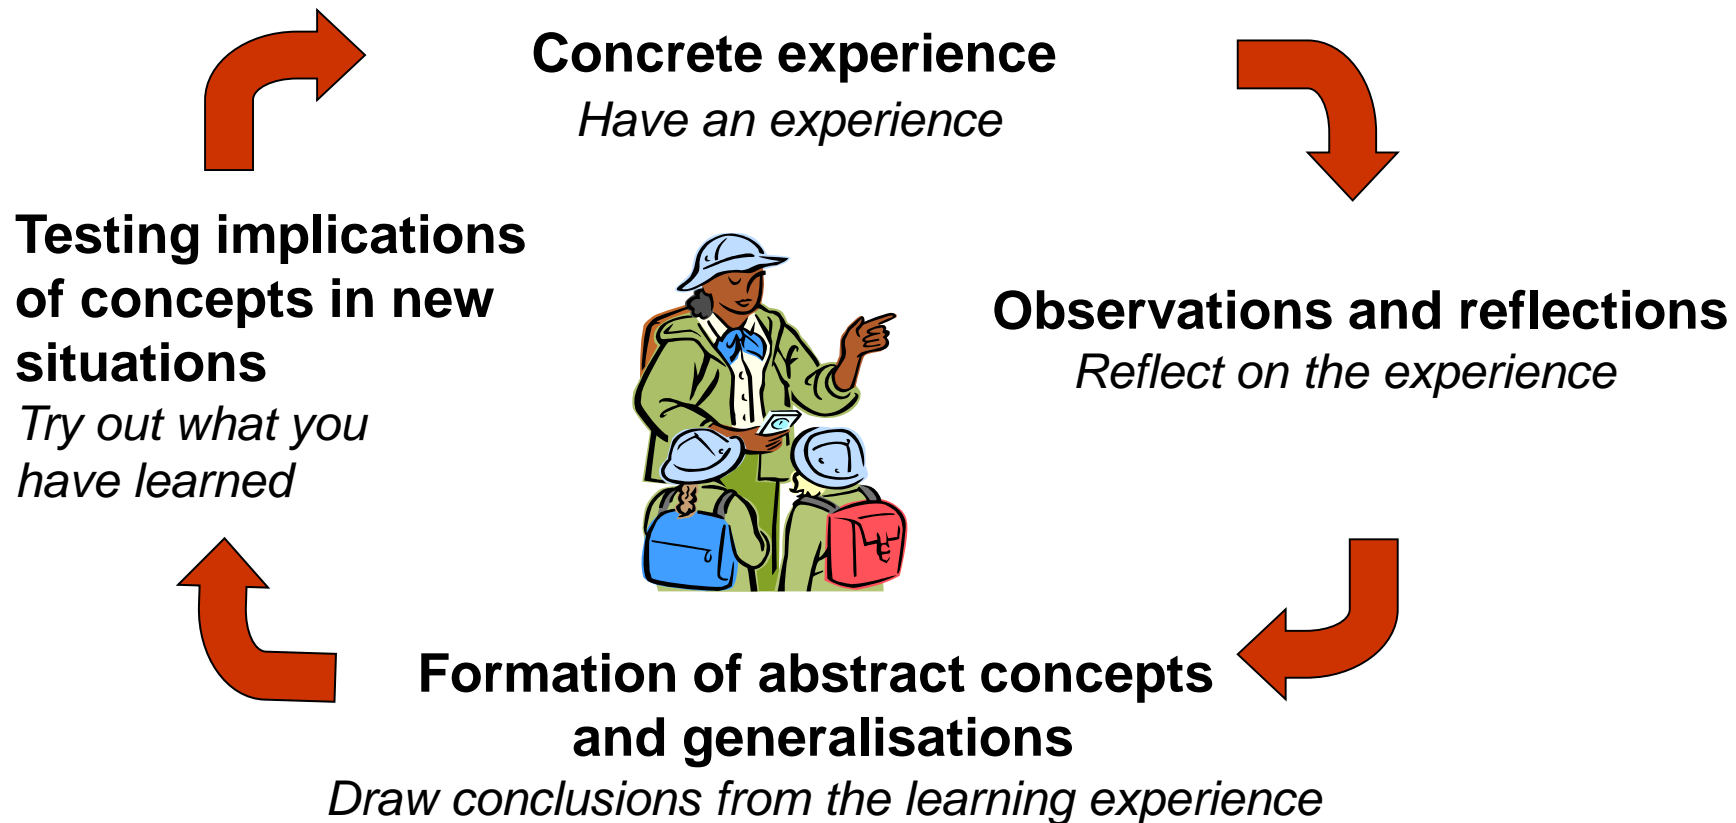 Concrete experience
Have an experience
Observations and reflections
Reflect on the experience
Formation of abstract concepts
and generalisations
Draw conclusions from the learning experience
Testing implications
of concepts in new
situations
Try out what you
have learned